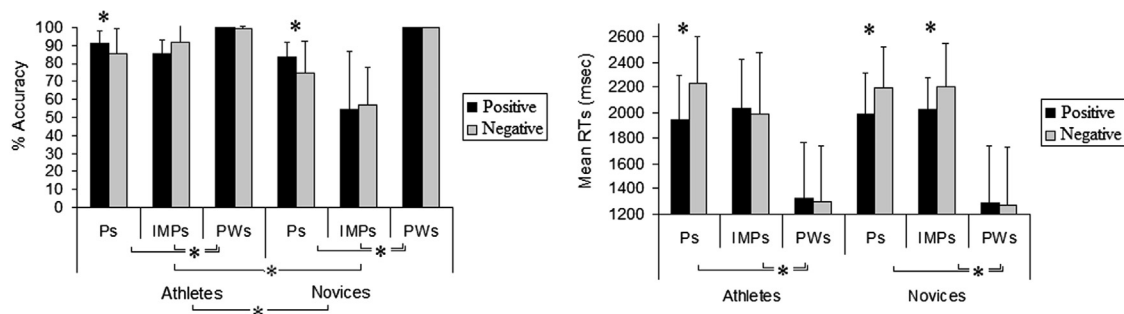 *
*
% Accuracy
100
90
80
70
60
50
40
30
20
10
0
Positive
Negative
Ps IMPs PWs Ps IMPs PWs
* *
*
Athletes Novices
*
* * *
Mean RTs (msec)
2600
2400
2200
2000
1800
1600
1400
1200
Positive
Negative
Ps IMPs PWs Ps IMPs PWs
* *
Athletes Novices